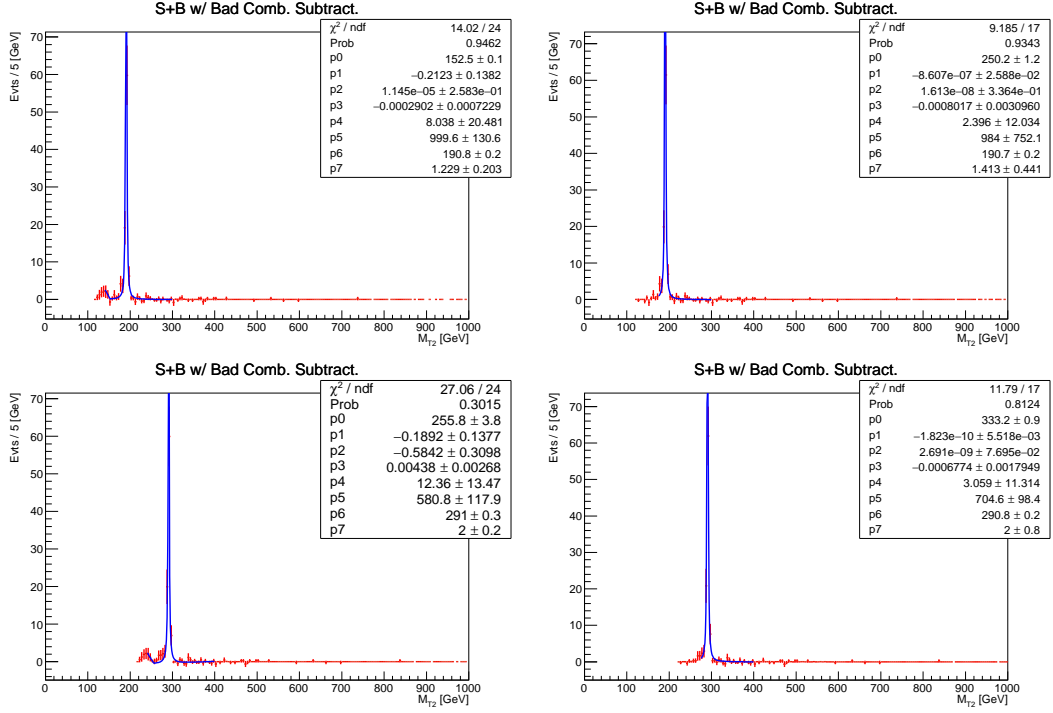 S+B w/ Bad Comb. Subtract.
Evts / 5 [GeV]
70
60
50
40
30
20
10
0
0 100 200 300 400 500 600 700 800 900 1000
M_T2 [GeV]
χ² / ndf 14.02 / 24
Prob 0.9462
p0 152.5 ± 0.1
p1 −0.2123 ± 0.1382
p2 1.145e−05 ± 2.583e−01
p3 −0.0002902 ± 0.0007229
p4 8.038 ± 20.481
p5 999.6 ± 130.6
p6 190.8 ± 0.2
p7 1.229 ± 0.203
S+B w/ Bad Comb. Subtract.
Evts / 5 [GeV]
70
60
50
40
30
20
10
0
0 100 200 300 400 500 600 700 800 900 1000
M_T2 [GeV]
χ² / ndf 9.185 / 17
Prob 0.9343
p0 250.2 ± 1.2
p1 −8.607e−07 ± 2.588e−02
p2 1.613e−08 ± 3.364e−01
p3 −0.0008017 ± 0.0030960
p4 2.396 ± 12.034
p5 984 ± 752.1
p6 190.7 ± 0.2
p7 1.413 ± 0.441
S+B w/ Bad Comb. Subtract.
Evts / 5 [GeV]
70
60
50
40
30
20
10
0
0 100 200 300 400 500 600 700 800 900 1000
M_T2 [GeV]
χ² / ndf 27.06 / 24
Prob 0.3015
p0 255.8 ± 3.8
p1 −0.1892 ± 0.1377
p2 −0.5842 ± 0.3098
p3 0.00438 ± 0.00268
p4 12.36 ± 13.47
p5 580.8 ± 117.9
p6 291 ± 0.3
p7 2 ± 0.2
S+B w/ Bad Comb. Subtract.
Evts / 5 [GeV]
70
60
50
40
30
20
10
0
0 100 200 300 400 500 600 700 800 900 1000
M_T2 [GeV]
χ² / ndf 11.79 / 17
Prob 0.8124
p0 333.2 ± 0.9
p1 −1.823e−10 ± 5.518e−03
p2 2.691e−09 ± 7.695e−02
p3 −0.0006774 ± 0.0017949
p4 3.059 ± 11.314
p5 704.6 ± 98.4
p6 290.8 ± 0.2
p7 2 ± 0.8